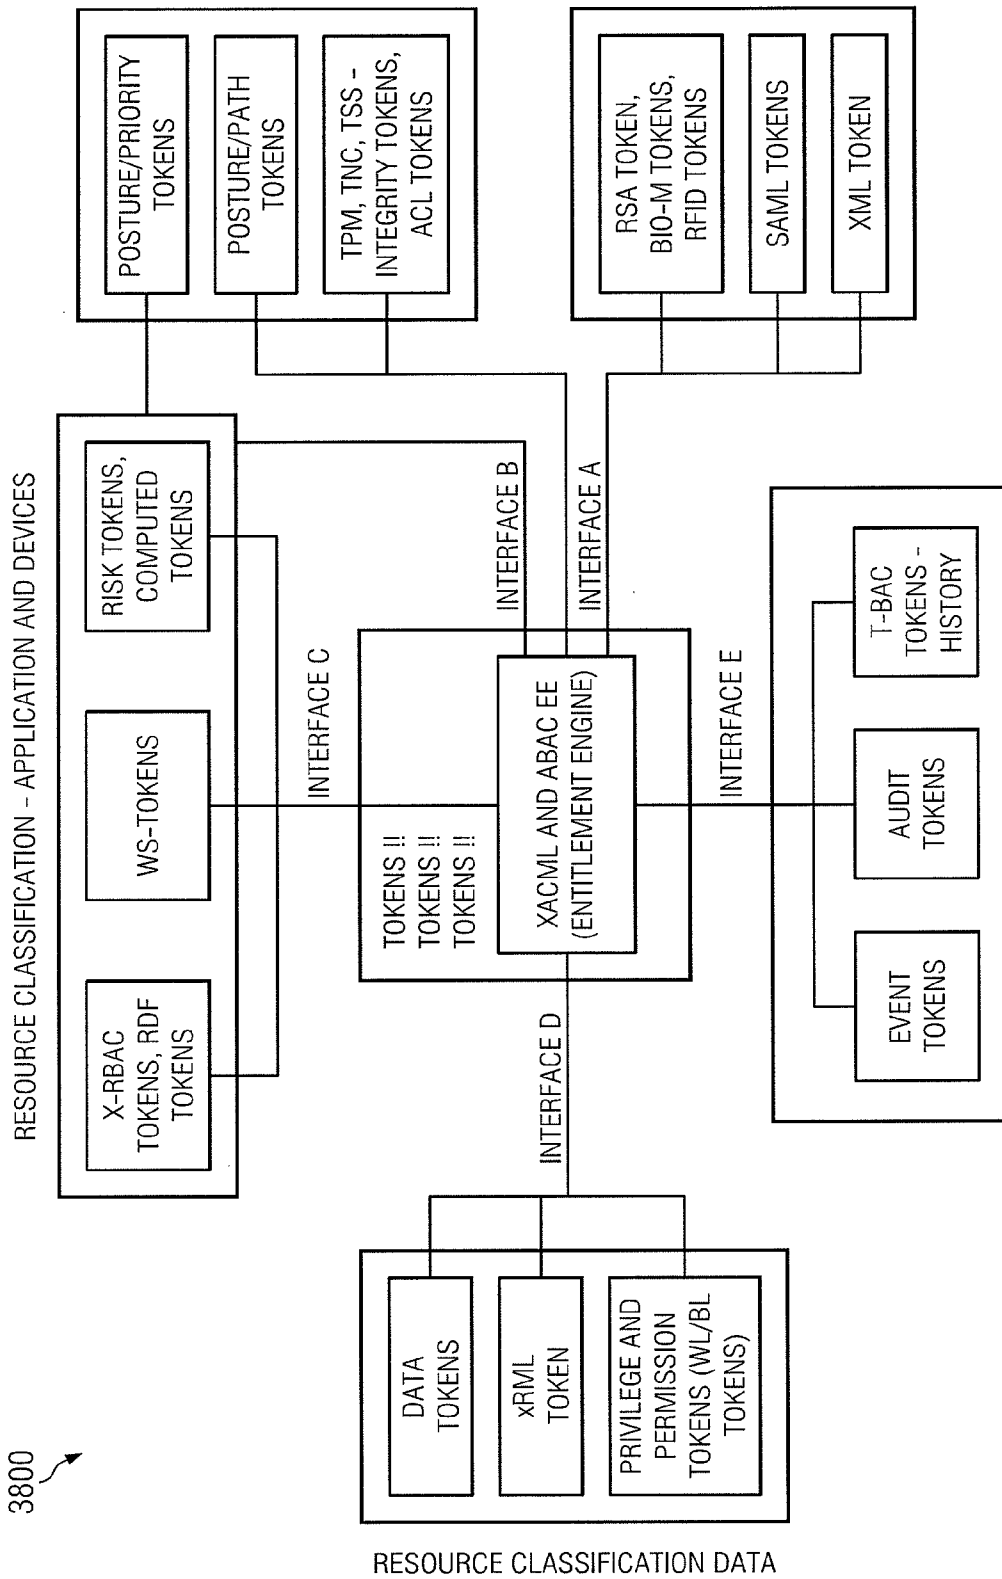 3800
RESOURCE CLASSIFICATION - APPLICATION AND DEVICES
X-RBAC
TOKENS, RDF
TOKENS
WS-TOKENS
RISK TOKENS,
COMPUTED
TOKENS
POSTURE/PRIORITY
TOKENS
POSTURE/PATH
TOKENS
TPM, TNC, TSS -
INTEGRITY TOKENS,
ACL TOKENS
INTERFACE C
INTERFACE B
INTERFACE A
TOKENS !!
TOKENS !!
TOKENS !!
XACML AND ABAC EE
(ENTITLEMENT ENGINE)
INTERFACE D
INTERFACE E
DATA
TOKENS
xRML
TOKEN
PRIVILEGE AND
PERMISSION
TOKENS (WL/BL
TOKENS)
RESOURCE CLASSIFICATION DATA
RSA TOKEN,
BIO-M TOKENS,
RFID TOKENS
SAML TOKENS
XML TOKEN
EVENT
TOKENS
AUDIT
TOKENS
T-BAC
TOKENS -
HISTORY